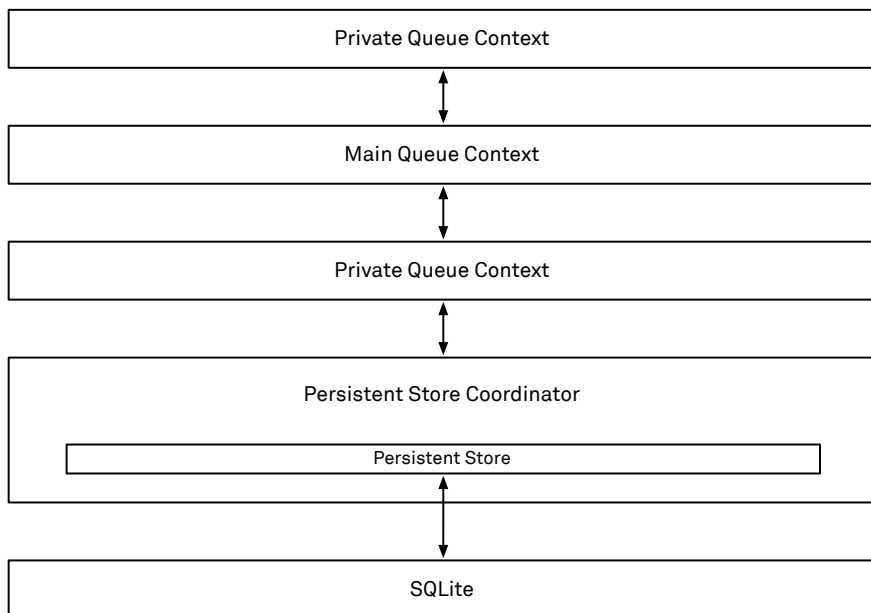 Private Queue Context
Main Queue Context
Private Queue Context
Persistent Store Coordinator
Persistent Store
SQLite